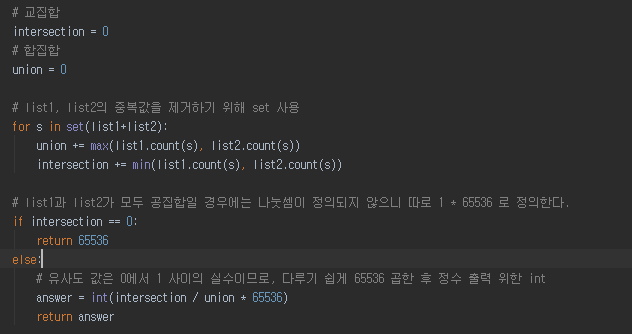 # 교집합
intersection = 0
# 합집합
union = 0
# list1, list2의 중복값을 제거하기 위해 set 사용
for s in set(list1+list2):
union += max(list1.count(s), list2.count(s))
intersection += min(list1.count(s), list2.count(s))
# list1과 list2가 모두 공집합일 경우에는 나눗셈이 정의되지 않으니 따로 1 * 65536 로 정의한다.
if intersection == 0:
return 65536
else:
# 유사도 값은 0에서 1 사이의 실수이므로, 다루기 쉽게 65536 곱한 후 정수 출력 위한 int
answer = int(intersection / union * 65536)
return answer